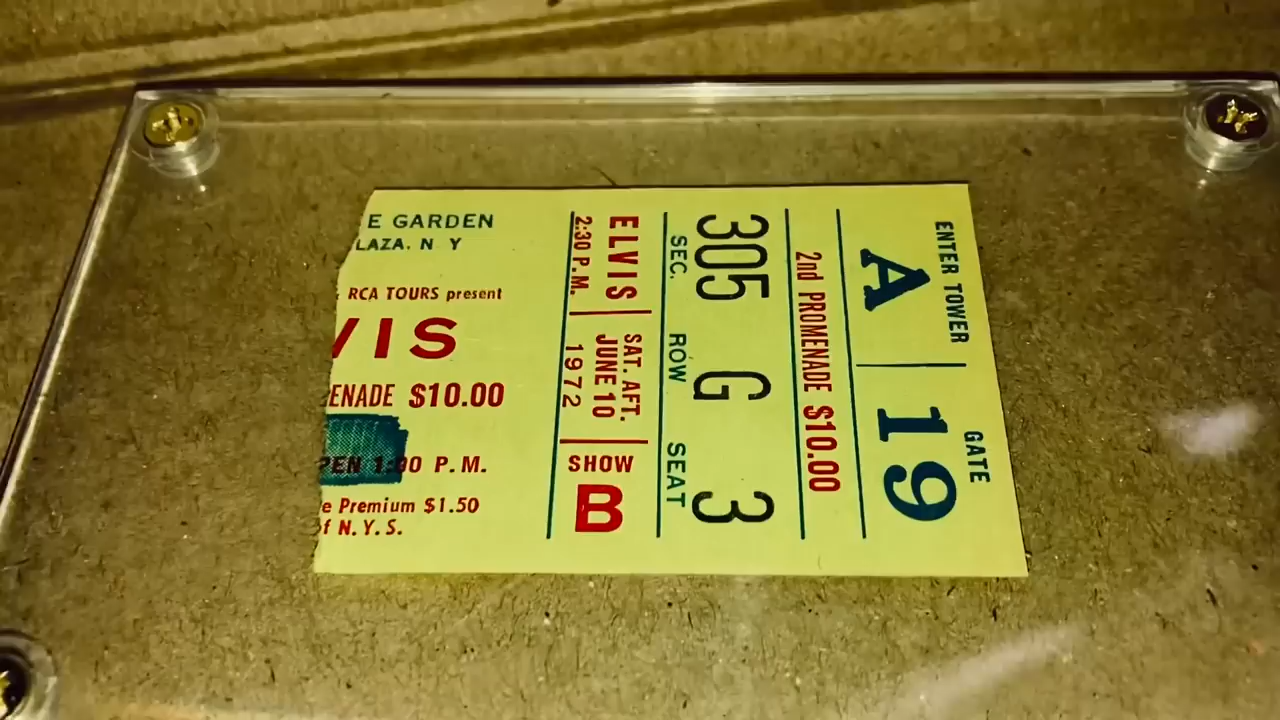 E GARDEN
LAZA. N Y
RCA TOURS present
VIS
ENADE $10.00
PEN 1:00 P.M.
e Premium $1.50
f N.Y.S.
ELVIS
2:30 P.M.
SAT. AFT.
JUNE 10
1972
SHOW
B
305 G 3
SEC. ROW SEAT
2nd PROMENADE $10.00
ENTER TOWER GATE
A 19